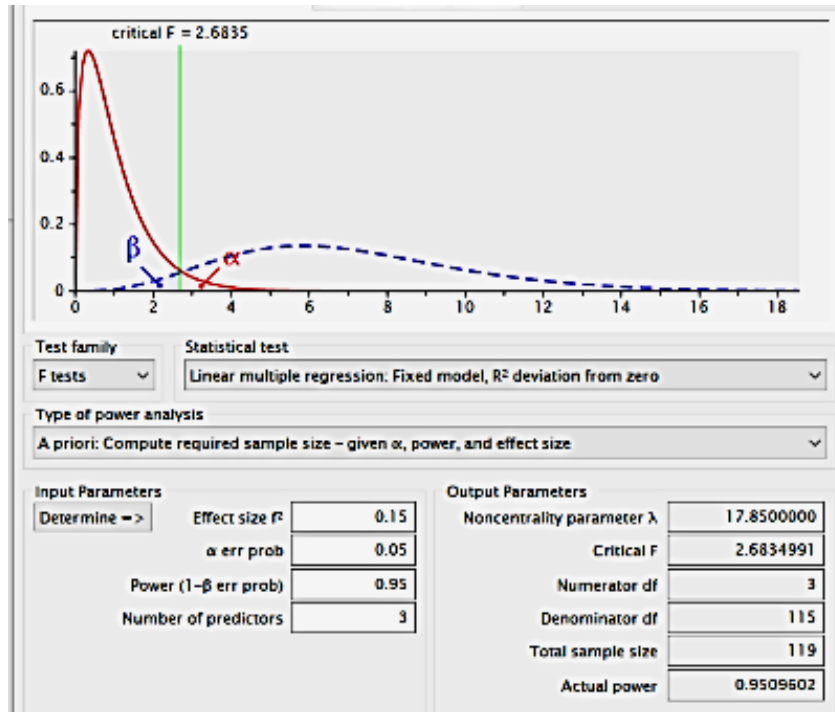 critical F = 2.6835
0.6
0.4
0.2
0
β
α
0 2 4 6 8 10 12 14 16 18
Test family Statistical test
F tests Linear multiple regression: Fixed model, R² deviation from zero
Type of power analysis
A priori: Compute required sample size – given α, power, and effect size
Input Parameters
Determine =>
Effect size f² 0.15
α err prob 0.05
Power (1-β err prob) 0.95
Number of predictors 3
Output Parameters
Noncentrality parameter λ 17.8500000
Critical F 2.6834991
Numerator df 3
Denominator df 115
Total sample size 119
Actual power 0.9509602